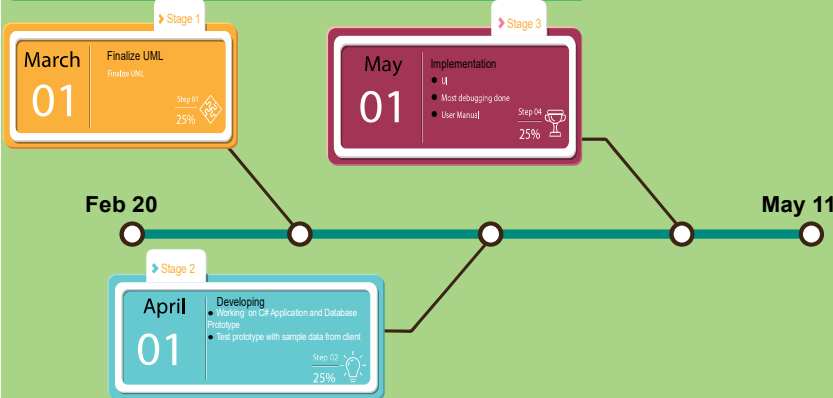 Stage 1
March
01
Finalize UML
Finalize UML
Step 01
25%
Stage 3
May
01
Implementation
UI
Most debugging done
User Manual
Step 04
25%
Feb 20
May 11
Stage 2
April
01
Developing
Working on C# Application and Database
Prototype
Test prototype with sample data from client
Step 02
25%